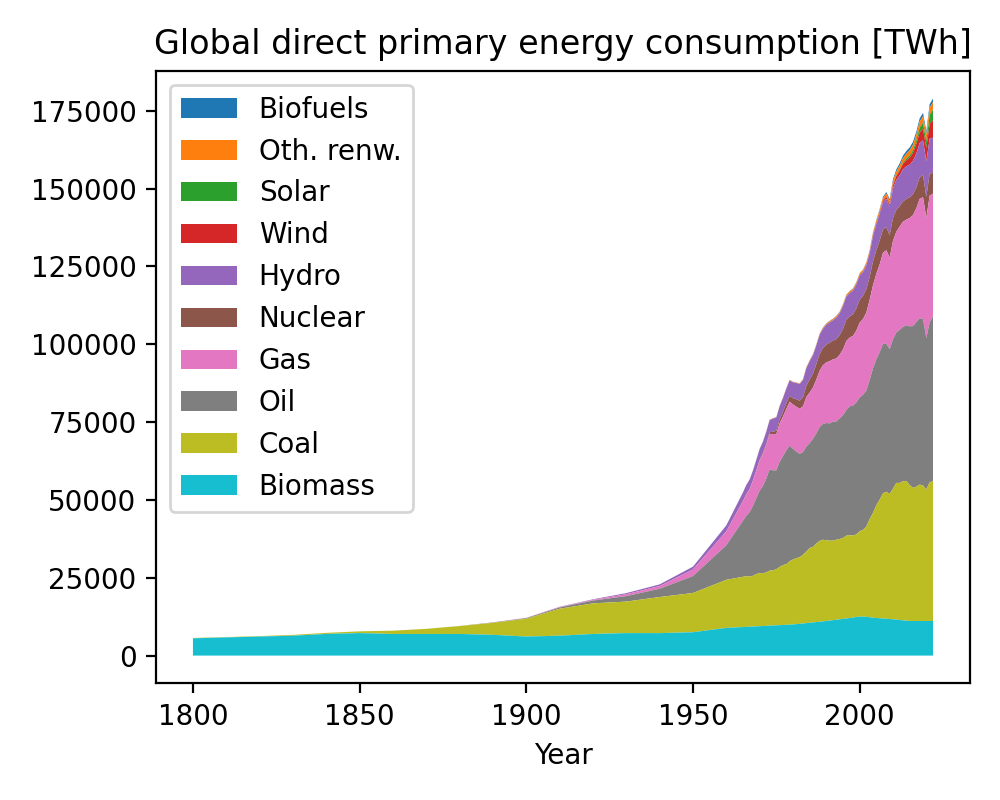 Global direct primary energy consumption [TWh]
175000
150000
125000
100000
75000
50000
25000
0
Biofuels
Oth. renw.
Solar
Wind
Hydro
Nuclear
Gas
Oil
Coal
Biomass
1800 1850 1900 1950 2000
Year